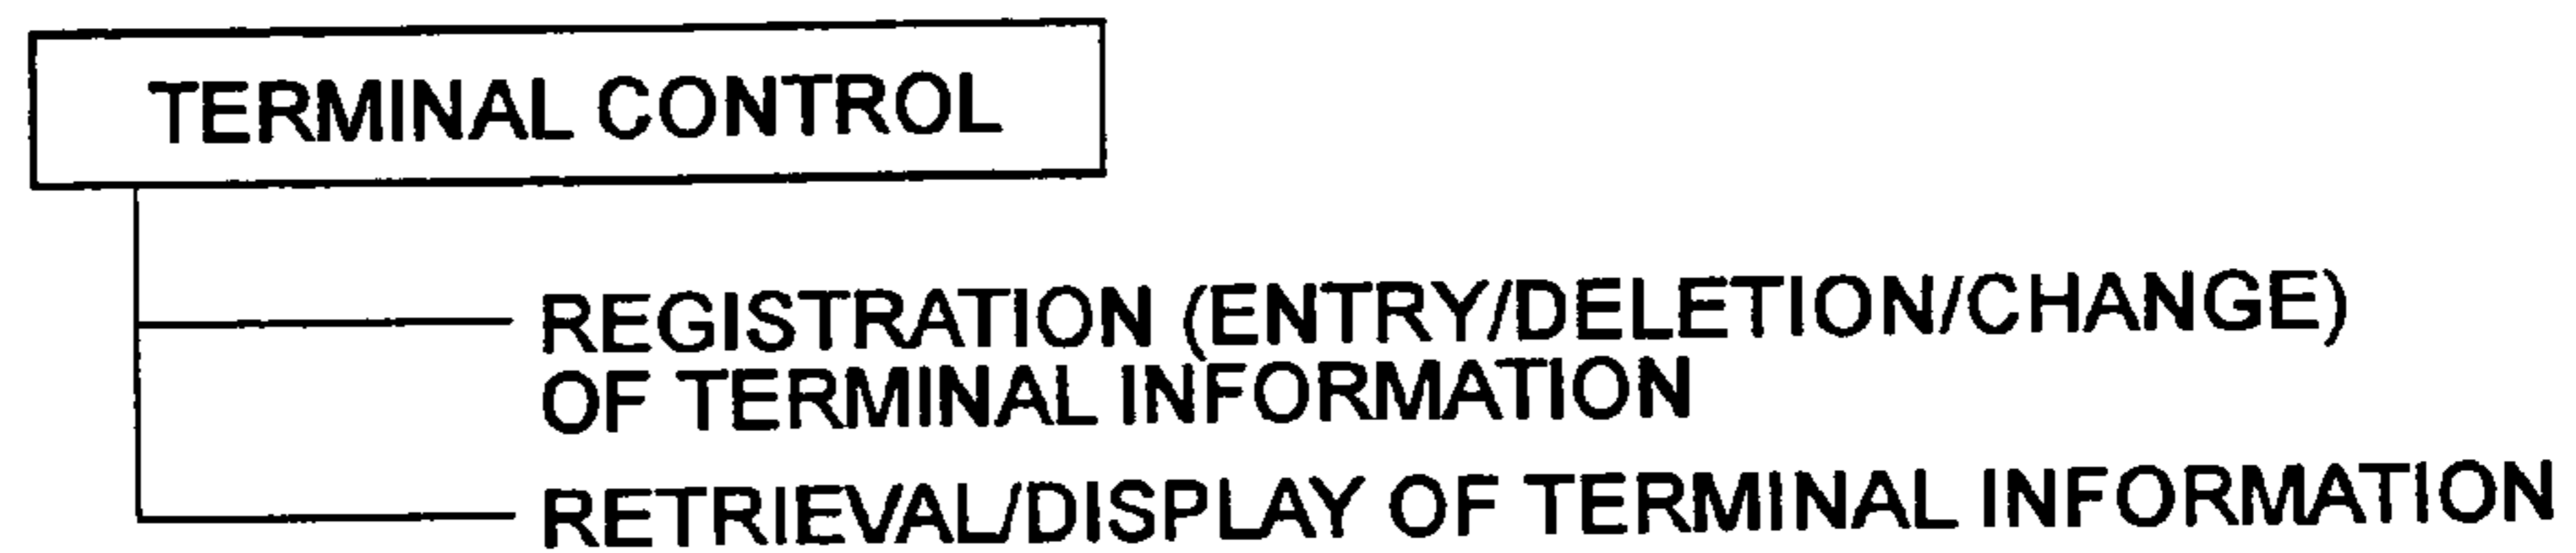 TERMINAL CONTROL
REGISTRATION (ENTRY/DELETION/CHANGE)
OF TERMINAL INFORMATION
RETRIEVAL/DISPLAY OF TERMINAL INFORMATION